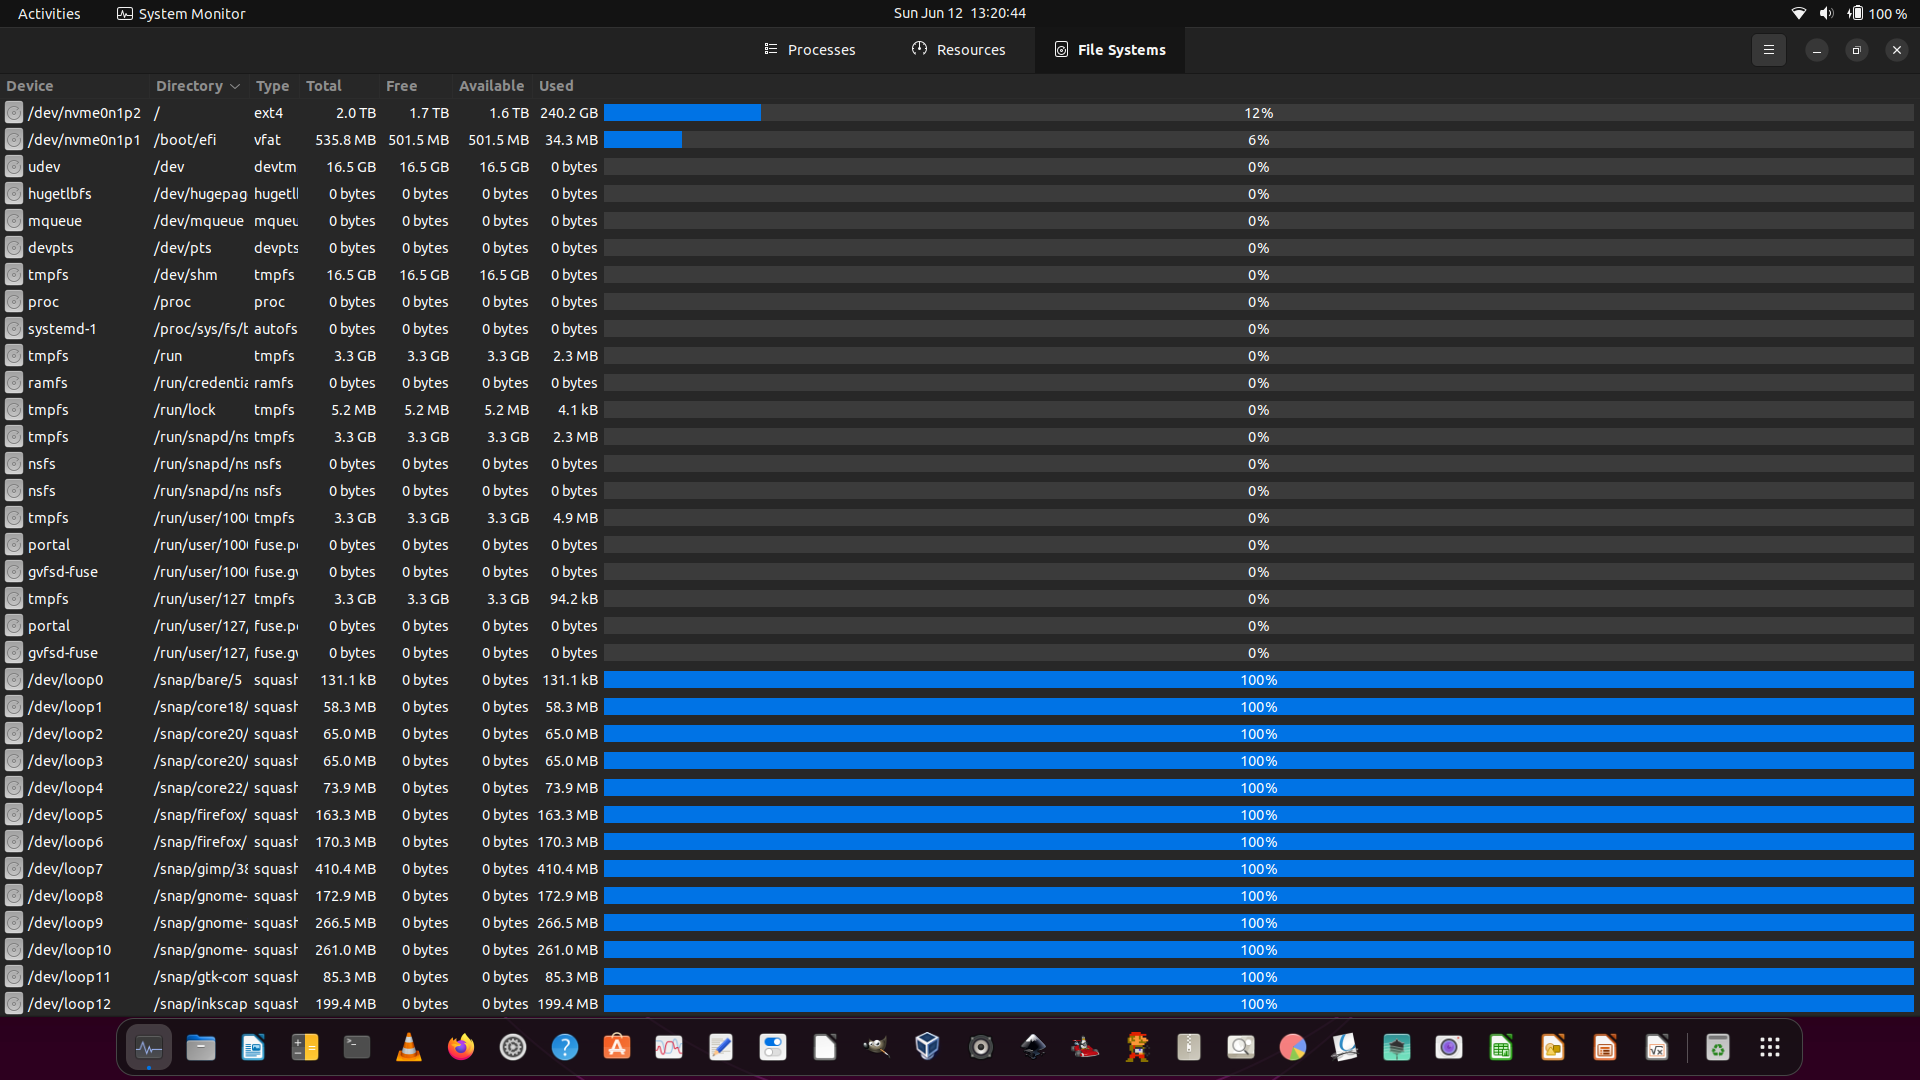 Activities System Monitor Sun Jun 12 13:20:44 100 %
Processes Resources File Systems
Device Directory Type Total Free Available Used
/dev/nvme0n1p2 / ext4 2.0 TB 1.7 TB 1.6 TB 240.2 GB 12%
/dev/nvme0n1p1 /boot/efi vfat 535.8 MB 501.5 MB 501.5 MB 34.3 MB 6%
udev /dev devtm 16.5 GB 16.5 GB 16.5 GB 0 bytes 0%
hugetlbfs /dev/hugepag hugetl 0 bytes 0 bytes 0 bytes 0 bytes 0%
mqueue /dev/mqueue mqueu 0 bytes 0 bytes 0 bytes 0 bytes 0%
devpts /dev/pts devpts 0 bytes 0 bytes 0 bytes 0 bytes 0%
tmpfs /dev/shm tmpfs 16.5 GB 16.5 GB 16.5 GB 0 bytes 0%
proc /proc proc 0 bytes 0 bytes 0 bytes 0 bytes 0%
systemd-1 /proc/sys/fs/b autofs 0 bytes 0 bytes 0 bytes 0 bytes 0%
tmpfs /run tmpfs 3.3 GB 3.3 GB 3.3 GB 2.3 MB 0%
ramfs /run/credentia ramfs 0 bytes 0 bytes 0 bytes 0 bytes 0%
tmpfs /run/lock tmpfs 5.2 MB 5.2 MB 5.2 MB 4.1 kB 0%
tmpfs /run/snapd/ns tmpfs 3.3 GB 3.3 GB 3.3 GB 2.3 MB 0%
nsfs /run/snapd/ns nsfs 0 bytes 0 bytes 0 bytes 0 bytes 0%
nsfs /run/snapd/ns nsfs 0 bytes 0 bytes 0 bytes 0 bytes 0%
tmpfs /run/user/1000 tmpfs 3.3 GB 3.3 GB 3.3 GB 4.9 MB 0%
portal /run/user/1000 fuse.po 0 bytes 0 bytes 0 bytes 0 bytes 0%
gvfsd-fuse /run/user/1000 fuse.gv 0 bytes 0 bytes 0 bytes 0 bytes 0%
tmpfs /run/user/127 tmpfs 3.3 GB 3.3 GB 3.3 GB 94.2 kB 0%
portal /run/user/127, fuse.po 0 bytes 0 bytes 0 bytes 0 bytes 0%
gvfsd-fuse /run/user/127, fuse.gv 0 bytes 0 bytes 0 bytes 0 bytes 0%
/dev/loop0 /snap/bare/5 squash 131.1 kB 0 bytes 0 bytes 131.1 kB 100%
/dev/loop1 /snap/core18/ squash 58.3 MB 0 bytes 0 bytes 58.3 MB 100%
/dev/loop2 /snap/core20/ squash 65.0 MB 0 bytes 0 bytes 65.0 MB 100%
/dev/loop3 /snap/core20/ squash 65.0 MB 0 bytes 0 bytes 65.0 MB 100%
/dev/loop4 /snap/core22/ squash 73.9 MB 0 bytes 0 bytes 73.9 MB 100%
/dev/loop5 /snap/firefox/ squash 163.3 MB 0 bytes 0 bytes 163.3 MB 100%
/dev/loop6 /snap/firefox/ squash 170.3 MB 0 bytes 0 bytes 170.3 MB 100%
/dev/loop7 /snap/gimp/38 squash 410.4 MB 0 bytes 0 bytes 410.4 MB 100%
/dev/loop8 /snap/gnome- squash 172.9 MB 0 bytes 0 bytes 172.9 MB 100%
/dev/loop9 /snap/gnome- squash 266.5 MB 0 bytes 0 bytes 266.5 MB 100%
/dev/loop10 /snap/gnome- squash 261.0 MB 0 bytes 0 bytes 261.0 MB 100%
/dev/loop11 /snap/gtk-com squash 85.3 MB 0 bytes 0 bytes 85.3 MB 100%
/dev/loop12 /snap/inkscap squash 199.4 MB 0 bytes 0 bytes 199.4 MB 100%